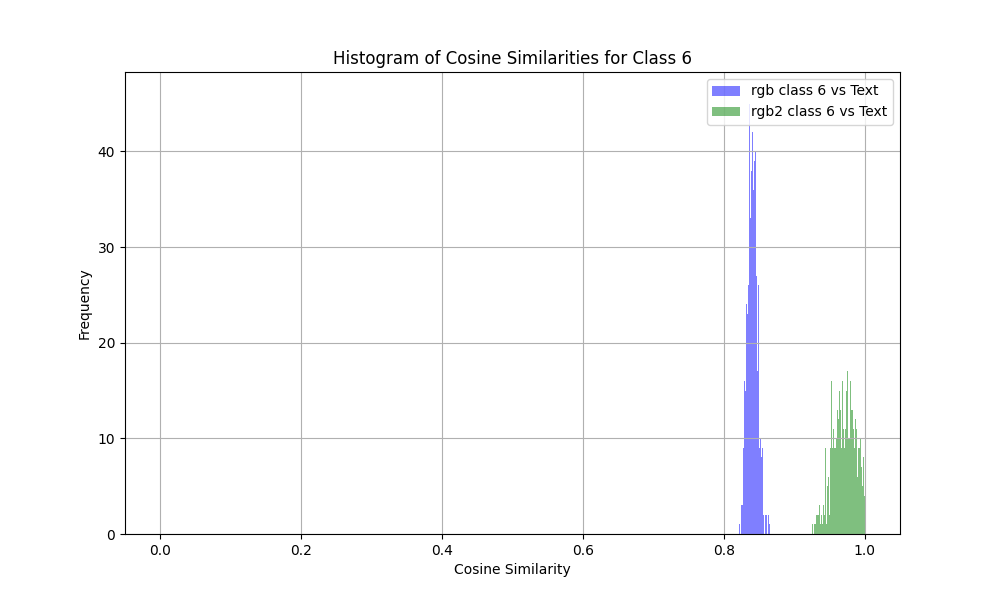 Histogram of Cosine Similarities for Class 6
rgb class 6 vs Text
rgb2 class 6 vs Text
Frequency
40
30
20
10
0
0.0 0.2 0.4 0.6 0.8 1.0
Cosine Similarity